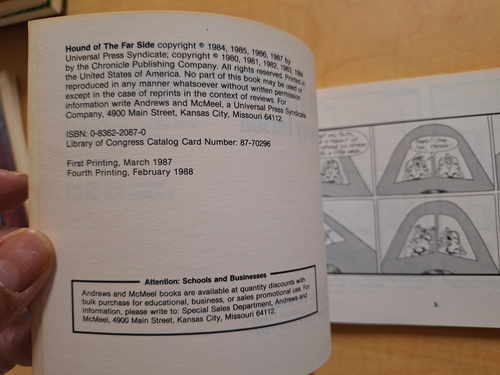 Hound of The Far Side copyright © 1984, 1985, 1986, 1987 by
Universal Press Syndicate; copyright © 1980, 1981, 1982, 1983, 1984
by the Chronicle Publishing Company. All rights reserved. Printed in
the United States of America. No part of this book may be used or
reproduced in any manner whatsoever without written permission
except in the case of reprints in the context of reviews. For
information write Andrews and McMeel, a Universal Press Syndicate
Company, 4900 Main Street, Kansas City, Missouri 64112.
ISBN: 0-8362-2087-0
Library of Congress Catalog Card Number: 87-70296
First Printing, March 1987
Fourth Printing, February 1988
Attention: Schools and Businesses
Andrews and McMeel books are available at quantity discounts with
bulk purchase for educational, business, or sales promotional use. For
information, please write to: Special Sales Department, Andrews and
McMeel, 4900 Main Street, Kansas City, Missouri 64112.
5